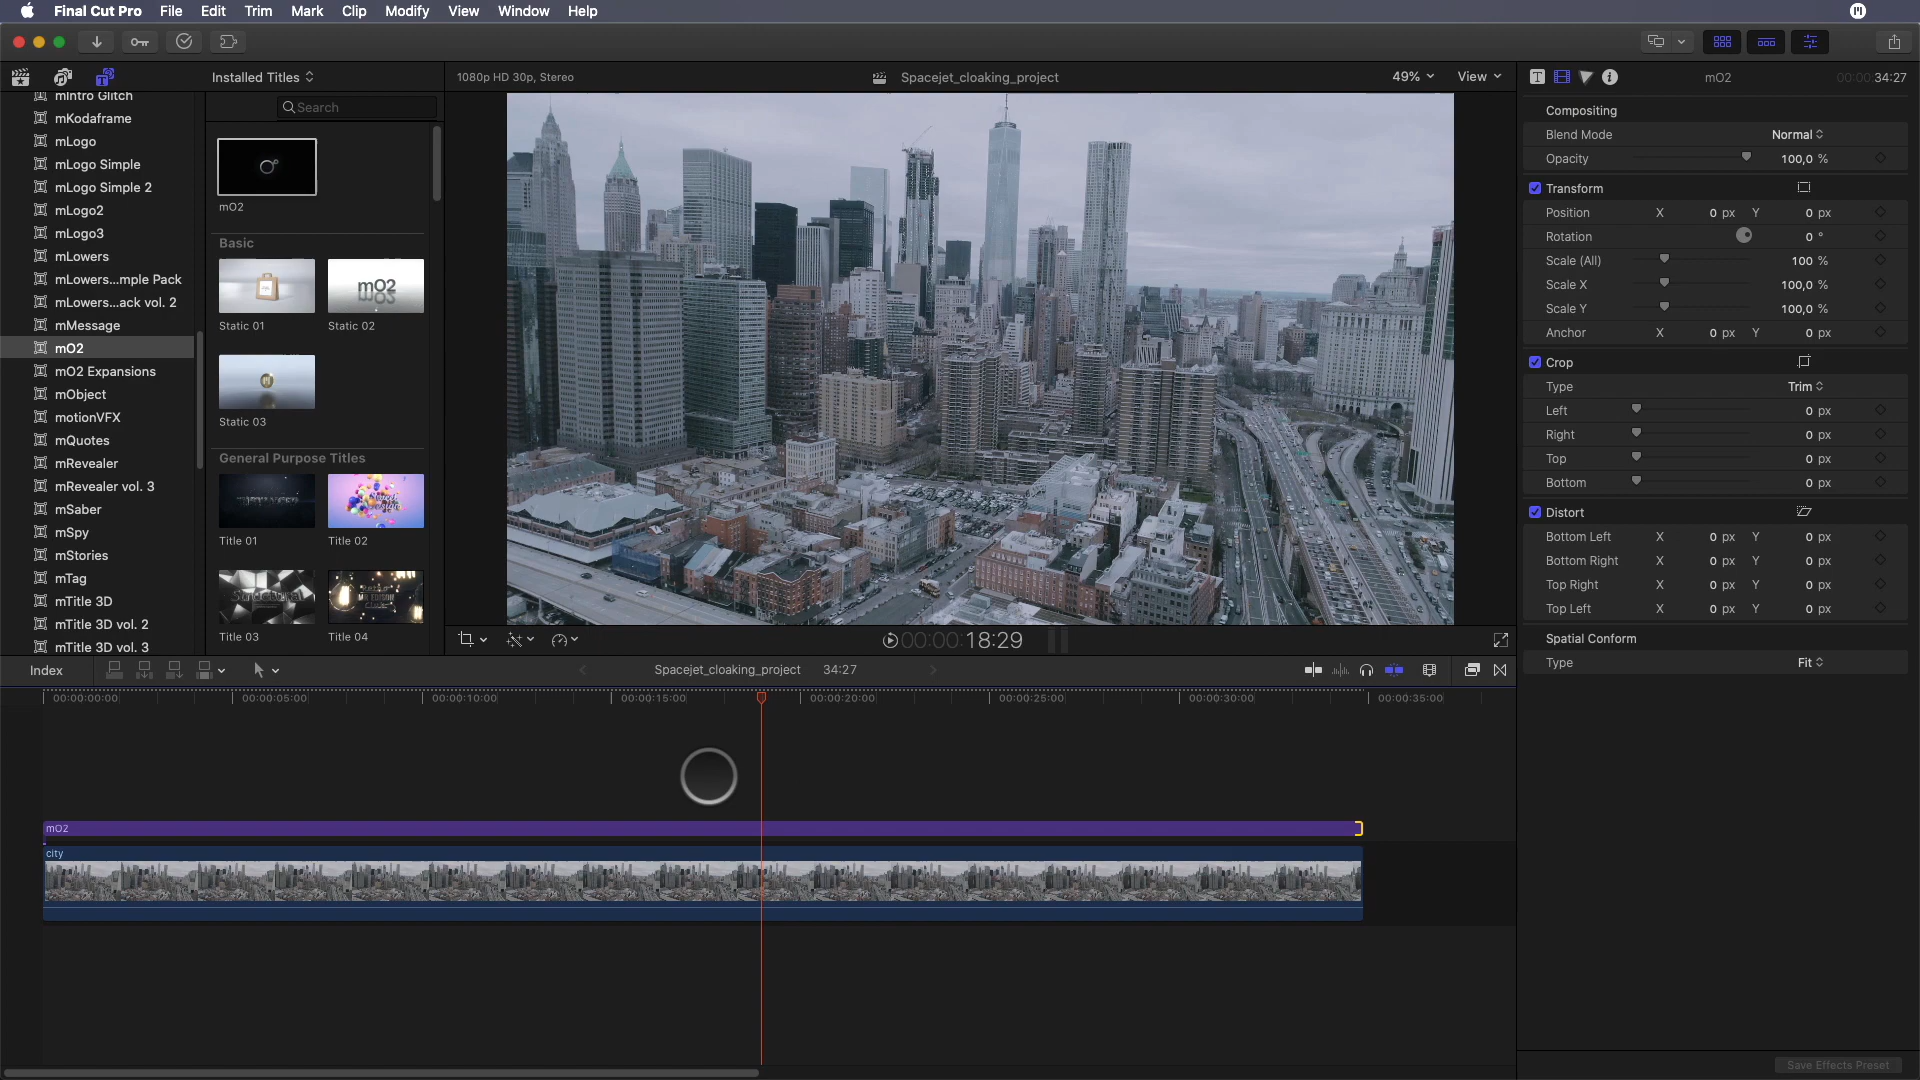 Final Cut Pro File Edit Trim Mark Clip Modify View Window Help
Installed Titles
1080p HD 30p, Stereo
Spacejet_cloaking_project
49%
View
mO2
00:00:34:27
Search
mIntro Glitch
mKodaframe
mLogo
mLogo Simple
mLogo Simple 2
mLogo2
mLogo3
mLowers
mLowers...mple Pack
mLowers...ack vol. 2
mMessage
mO2
mO2 Expansions
mObject
motionVFX
mQuotes
mRevealer
mRevealer vol. 3
mSaber
mSpy
mStories
mTag
mTitle 3D
mTitle 3D vol. 2
mTitle 3D vol. 3
mO2
Basic
mO2
Static 01
Static 02
Static 03
General Purpose Titles
Title 01
Title 02
Title 03
Title 04
Compositing
Blend Mode Normal
Opacity 100,0 %
Transform
Position X 0 px Y 0 px
Rotation 0 °
Scale (All) 100 %
Scale X 100,0 %
Scale Y 100,0 %
Anchor X 0 px Y 0 px
Crop
Type Trim
Left 0 px
Right 0 px
Top 0 px
Bottom 0 px
Distort
Bottom Left X 0 px Y 0 px
Bottom Right X 0 px Y 0 px
Top Right X 0 px Y 0 px
Top Left X 0 px Y 0 px
Spatial Conform
Type Fit
00:00:18:29
Index
Spacejet_cloaking_project 34:27
00:00:00:00 00:00:05:00 00:00:10:00 00:00:15:00 00:00:20:00 00:00:25:00 00:00:30:00 00:00:35:00
mO2
city
Save Effects Preset